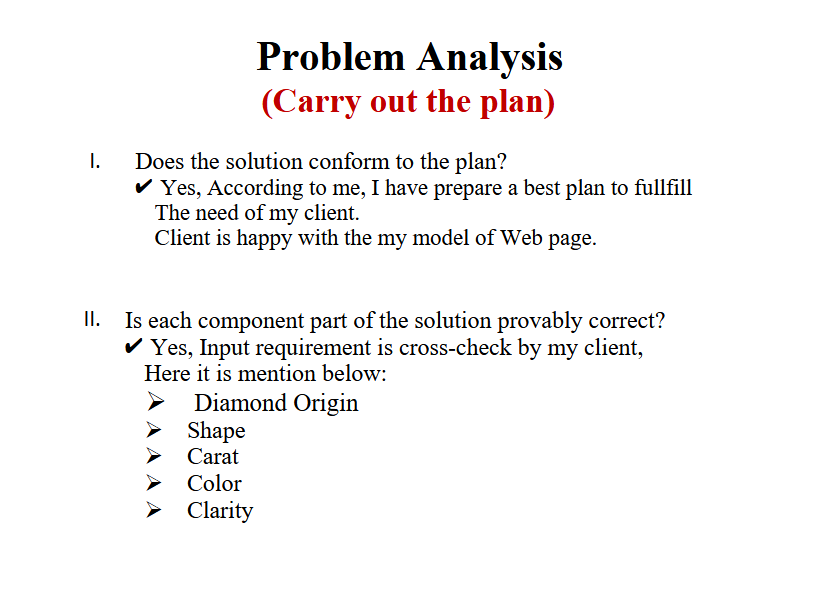 Problem Analysis
(Carry out the plan)
I. Does the solution conform to the plan?
✔ Yes, According to me, I have prepare a best plan to fullfill
The need of my client.
Client is happy with the my model of Web page.
II. Is each component part of the solution provably correct?
✔ Yes, Input requirement is cross-check by my client,
Here it is mention below:
➢ Diamond Origin
➢ Shape
➢ Carat
➢ Color
➢ Clarity